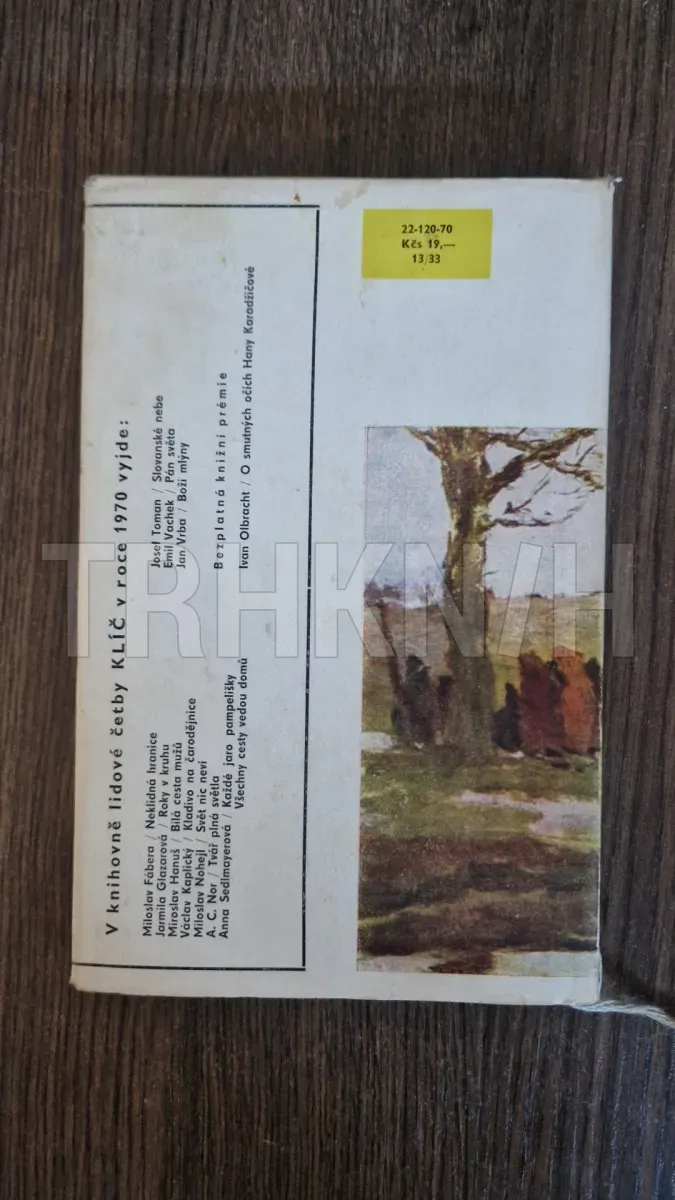 22-120-70
Kčs 19,—
13/33
V knihovně lidové četby KLÍČ v roce 1970 vyjde:
Miloslav Fábera / Neklidná hranice
Jarmila Glazarová / Roky v kruhu
Miroslav Hanuš / Bílá cesta mužů
Václav Kaplický / Kladivo na čarodějnice
Miloslav Nohejl / Svět nic neví
A. C. Nor / Tvář plná světla
Anna Sedlmayerová / Každé jaro pampelišky
Všechny cesty vedou domů
Josef Toman / Slovanské nebe
Emil Vachek / Pán světa
Jan Vrba / Boží mlýny
Bezplatná knižní prémie
Ivan Olbracht / O smutných očích Hany Karadžičové
TRHKN/H